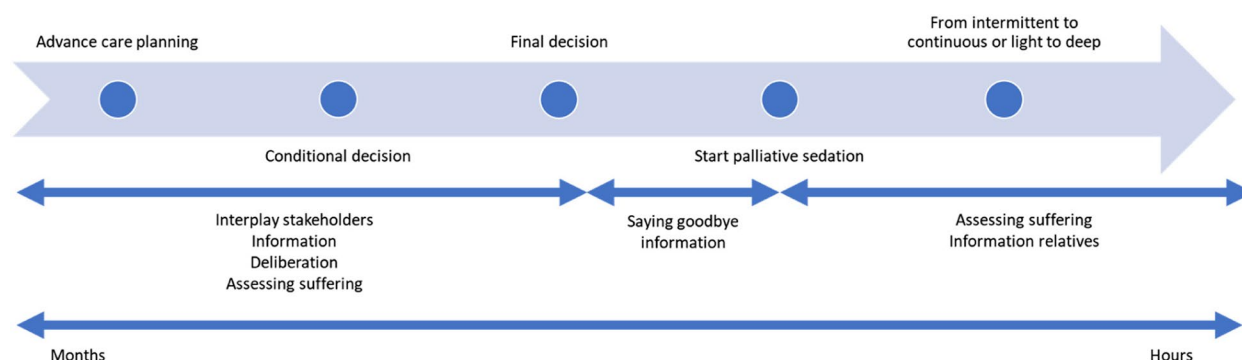 From intermittent to
continuous or light to deep
Advance care planning
Final decision
Conditional decision
Start palliative sedation
Interplay stakeholders
Information
Deliberation
Assessing suffering
Saying goodbye
information
Assessing suffering
Information relatives
Months
Hours